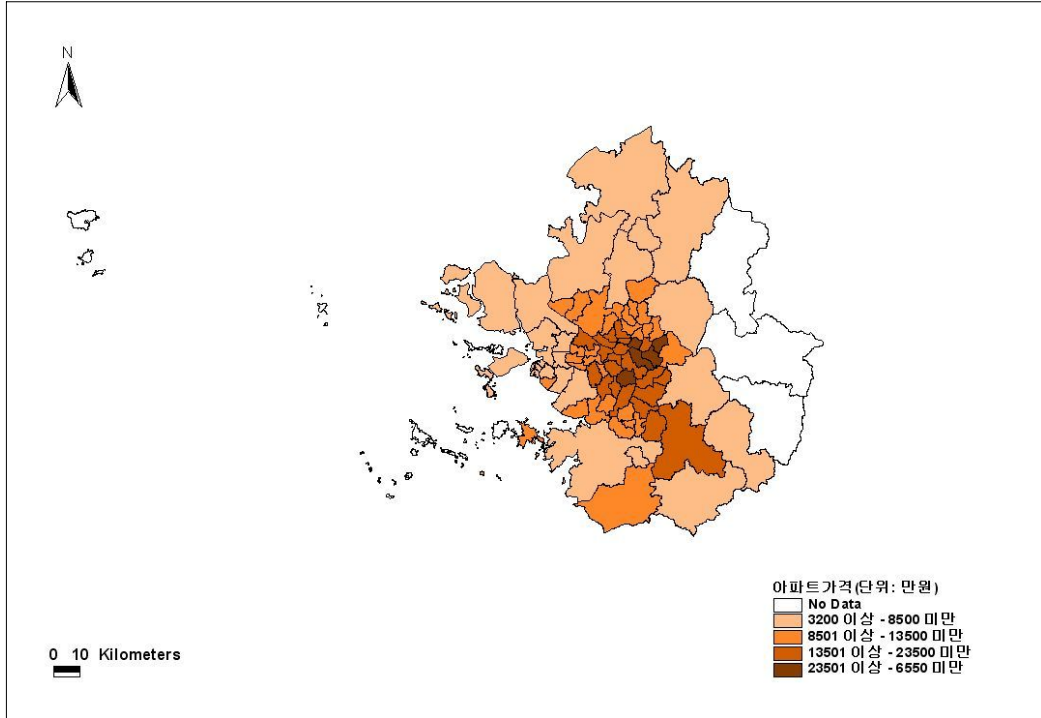 N
아파트가격(단위: 만원)
No Data
3200 이상 - 8500 미만
8501 이상 - 13500 미만
13501 이상 - 23500 미만
23501 이상 - 6550 미만
0 10 Kilometers